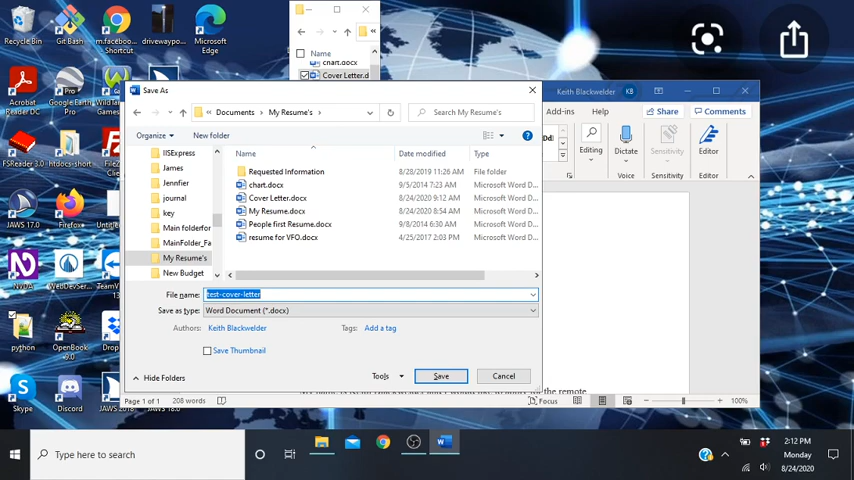 Recycle Bin
Git Bash
m.facebook...
- Shortcut
drivewaypo...
Microsoft
Edge
Name
chart.docx
Cover Letter.d
Acrobat
Reader DC
Google Earth
Pro
Wild
Gam
Save As
Keith Blackwelder
KB
Documents
My Resume's
Search My Resume's
Add-ins
Help
Share
Comments
Organize
New folder
Editing
Dictate
Sensitivity
Editor
Voice
Sensitivity
Editor
FSReader 3.0
htdocs-short...
File
IISExpress
James
Jennfier
journal
key
Main folderfor
MainFolder_Fa
My Resume's
New Budget
Name
Date modified
Type
Requested Information
8/28/2019 11:26 AM
File folder
chart.docx
9/5/2014 7:23 AM
Microsoft Word D...
Cover Letter.docx
8/24/2020 9:12 AM
Microsoft Word D...
My Resume.docx
8/24/2020 8:54 AM
Microsoft Word D...
People first Resume.docx
9/8/2014 6:30 AM
Microsoft Word D...
resume for VFO.docx
4/25/2017 2:03 PM
Microsoft Word D...
JAWS 17.0
Firefox
NVDA
WebDevSer...
TeamV
File name:
test-cover-letter
Save as type:
Word Document (*.docx)
Authors:
Keith Blackwelder
Tags:
Add a tag
Save Thumbnail
python
OpenBook
9.0
Drop
Hide Folders
Tools
Save
Cancel
Skype
Discord
JAWS 2018
JAWS 18.0
Page 1 of 1
208 words
Focus
100%
Type here to search
2:12 PM
Monday
8/24/2020